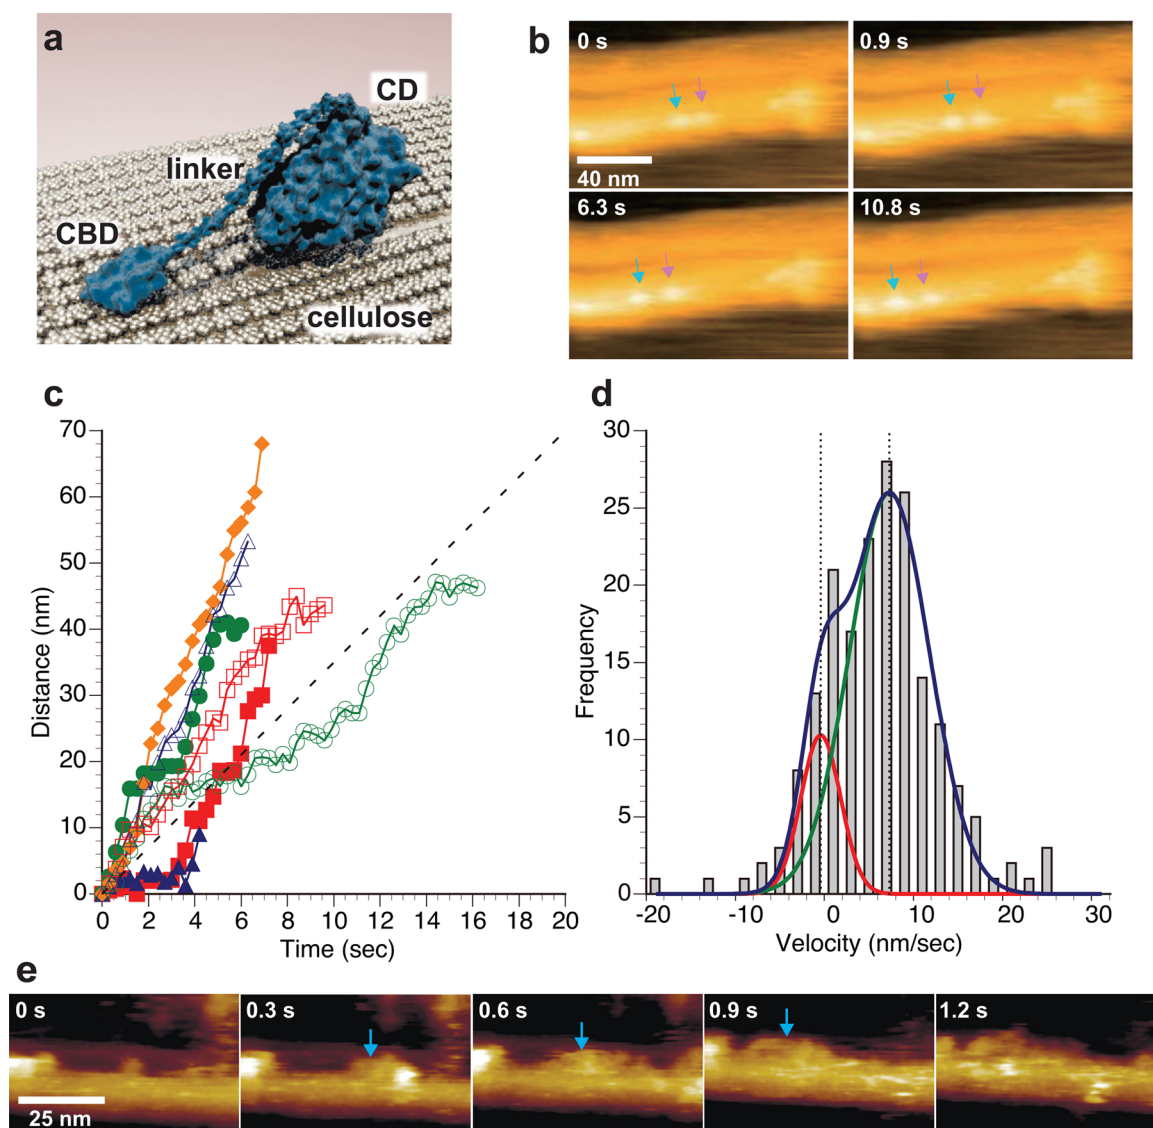 a
CD
linker
CBD
cellulose
b
0 s
0.9 s
40 nm
6.3 s
10.8 s
c
70
60
50
40
30
20
10
0
Distance (nm)
0 2 4 6 8 10 12 14 16 18 20
Time (sec)
d
30
25
20
15
10
5
0
Frequency
-20 -10 0 10 20 30
Velocity (nm/sec)
e
0 s
0.3 s
0.6 s
0.9 s
1.2 s
25 nm